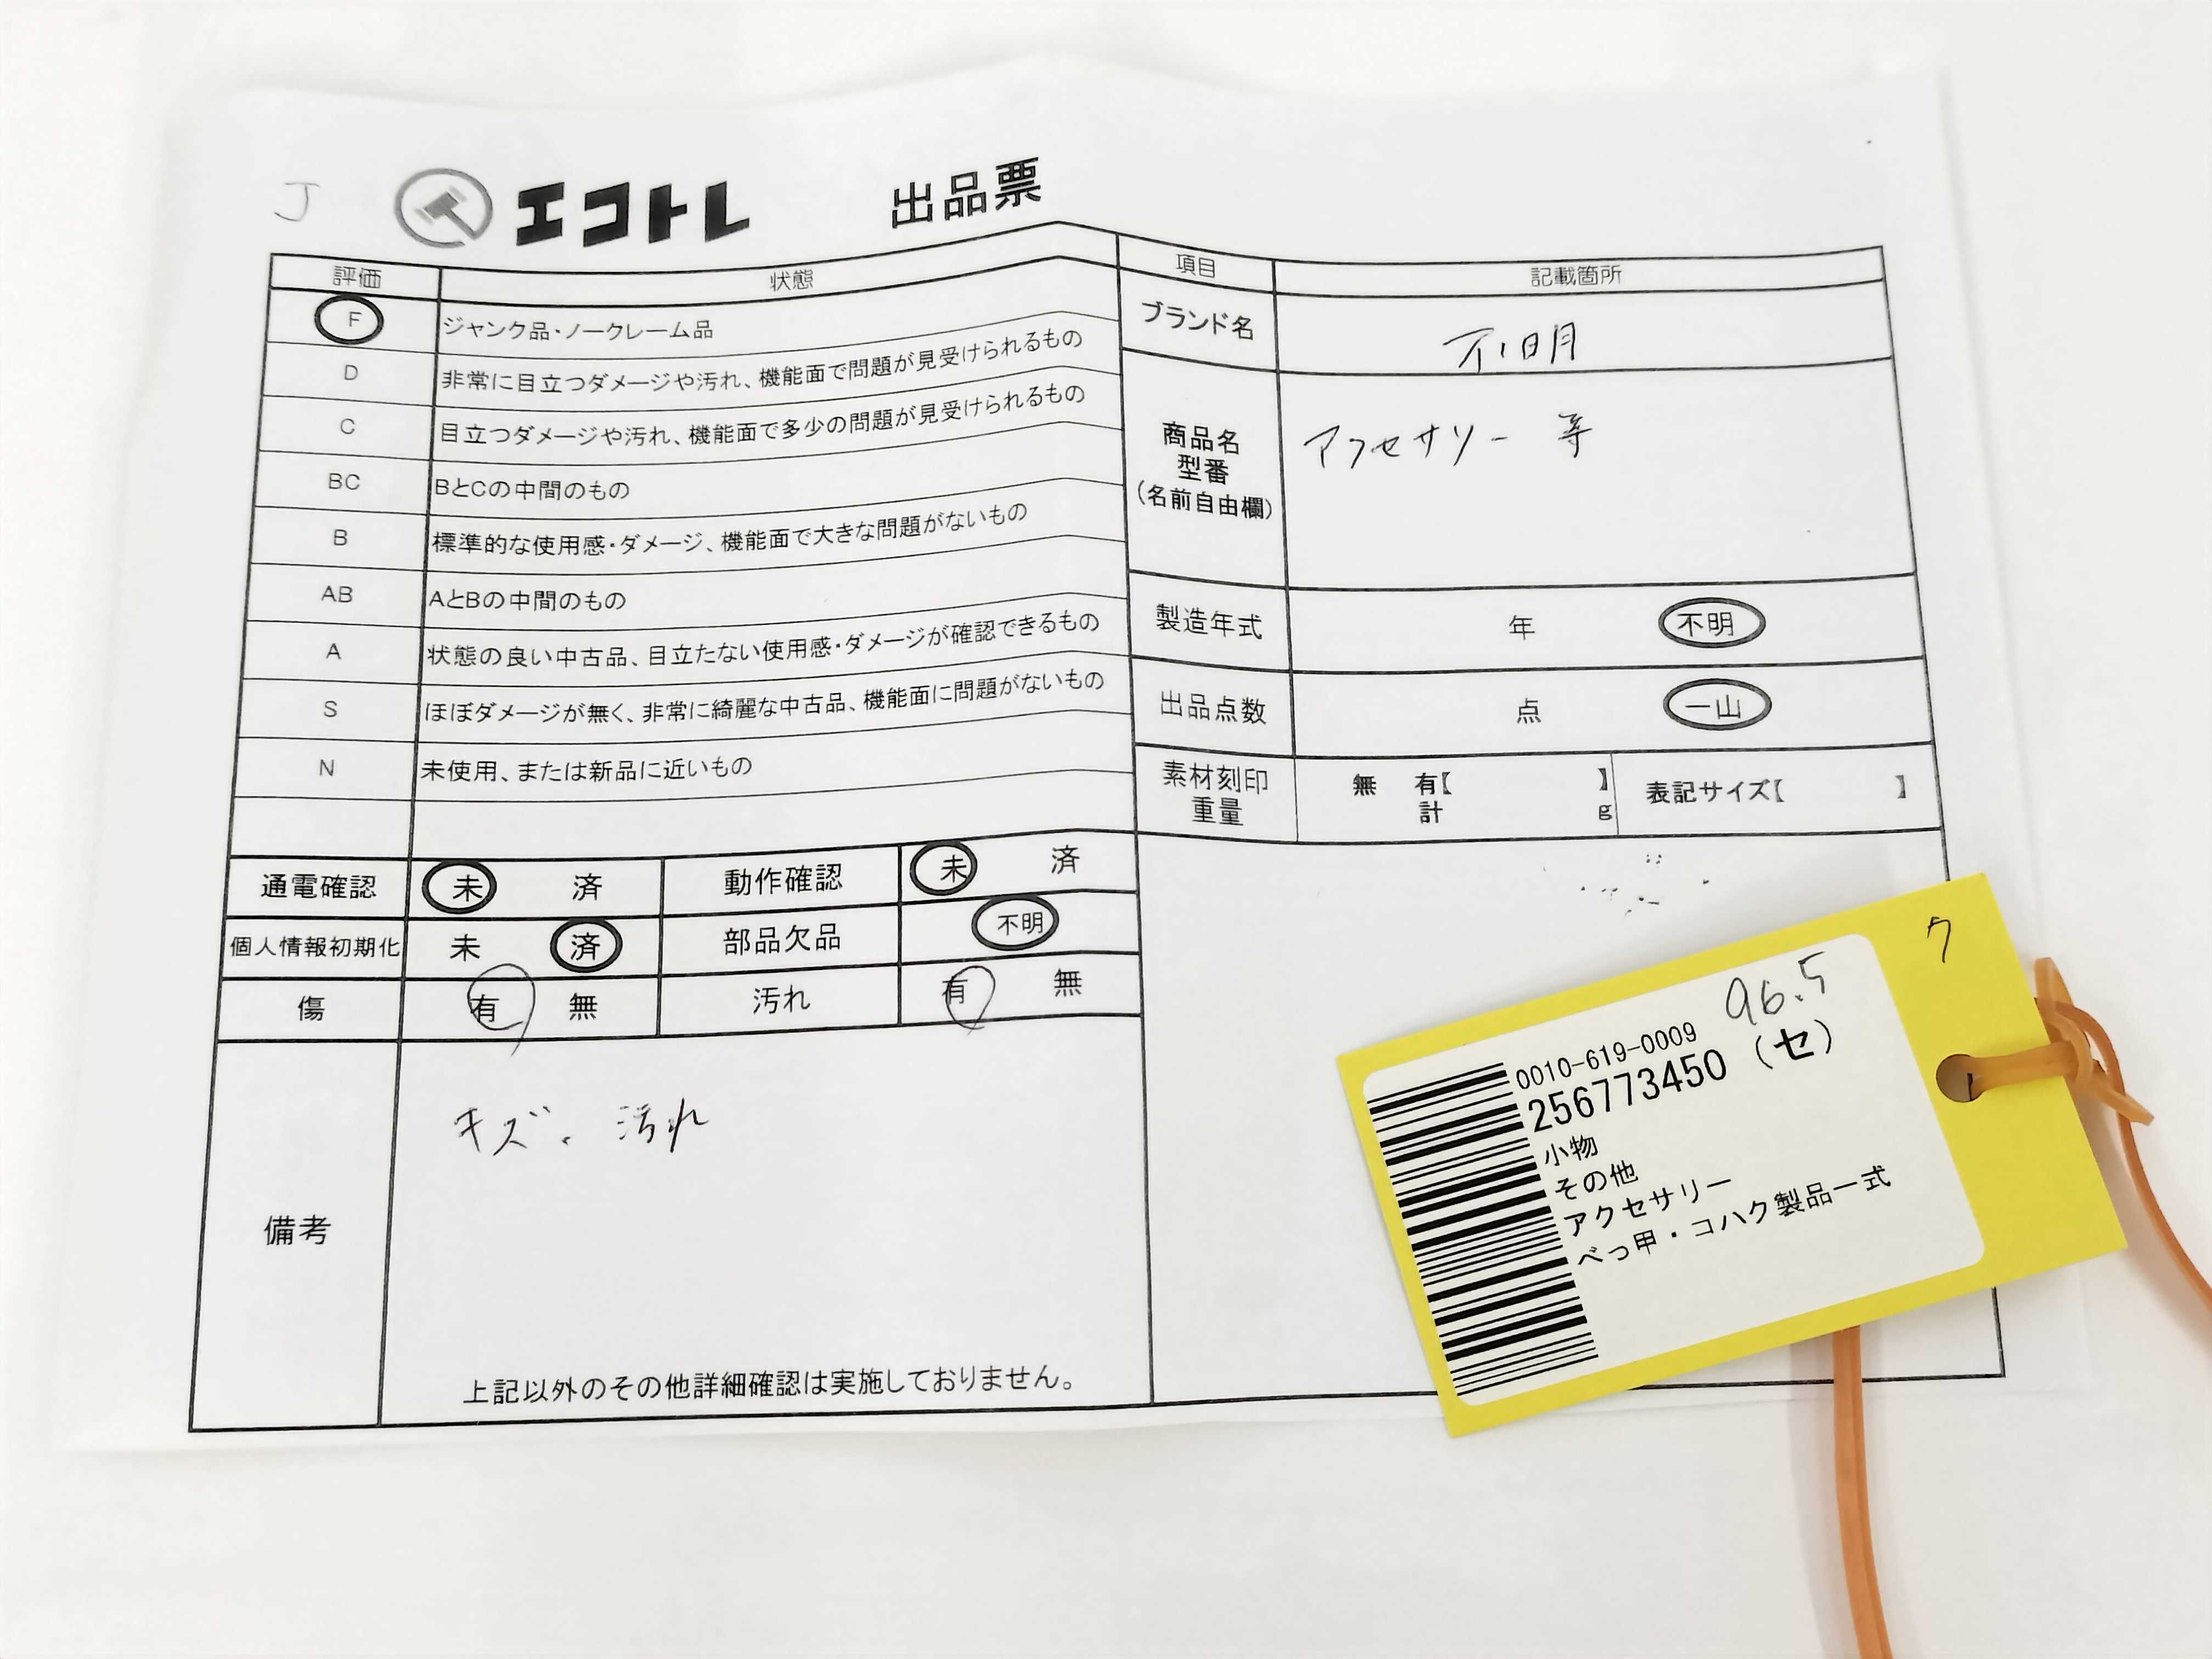 J
エコトレ 出品票
評価 状態
F ジャンク品・ノークレーム品
D 非常に目立つダメージや汚れ、機能面で問題が見受けられるもの
C 目立つダメージや汚れ、機能面で多少の問題が見受けられるもの
BC BとCの中間のもの
B 標準的な使用感・ダメージ、機能面で大きな問題がないもの
AB AとBの中間のもの
A 状態の良い中古品、目立たない使用感・ダメージが確認できるもの
S ほぼダメージが無く、非常に綺麗な中古品、機能面に問題がないもの
N 未使用、または新品に近いもの
通電確認 未 済 動作確認 未 済
個人情報初期化 未 済 部品欠品 不明
傷 有 無 汚れ 有 無
備考
キズ、汚れ
上記以外のその他詳細確認は実施しておりません。
項目 記載箇所
ブランド名 不明
商品名
型番
(名前自由欄)
アクセサリー 等
製造年式 年 不明
出品点数 点 一山
素材刻印
重量
無 有【 】
計 g
表記サイズ【 】
96.5
0010-619-0009
256773450 (セ)
小物
その他
アクセサリー
べっ甲・コハク製品一式